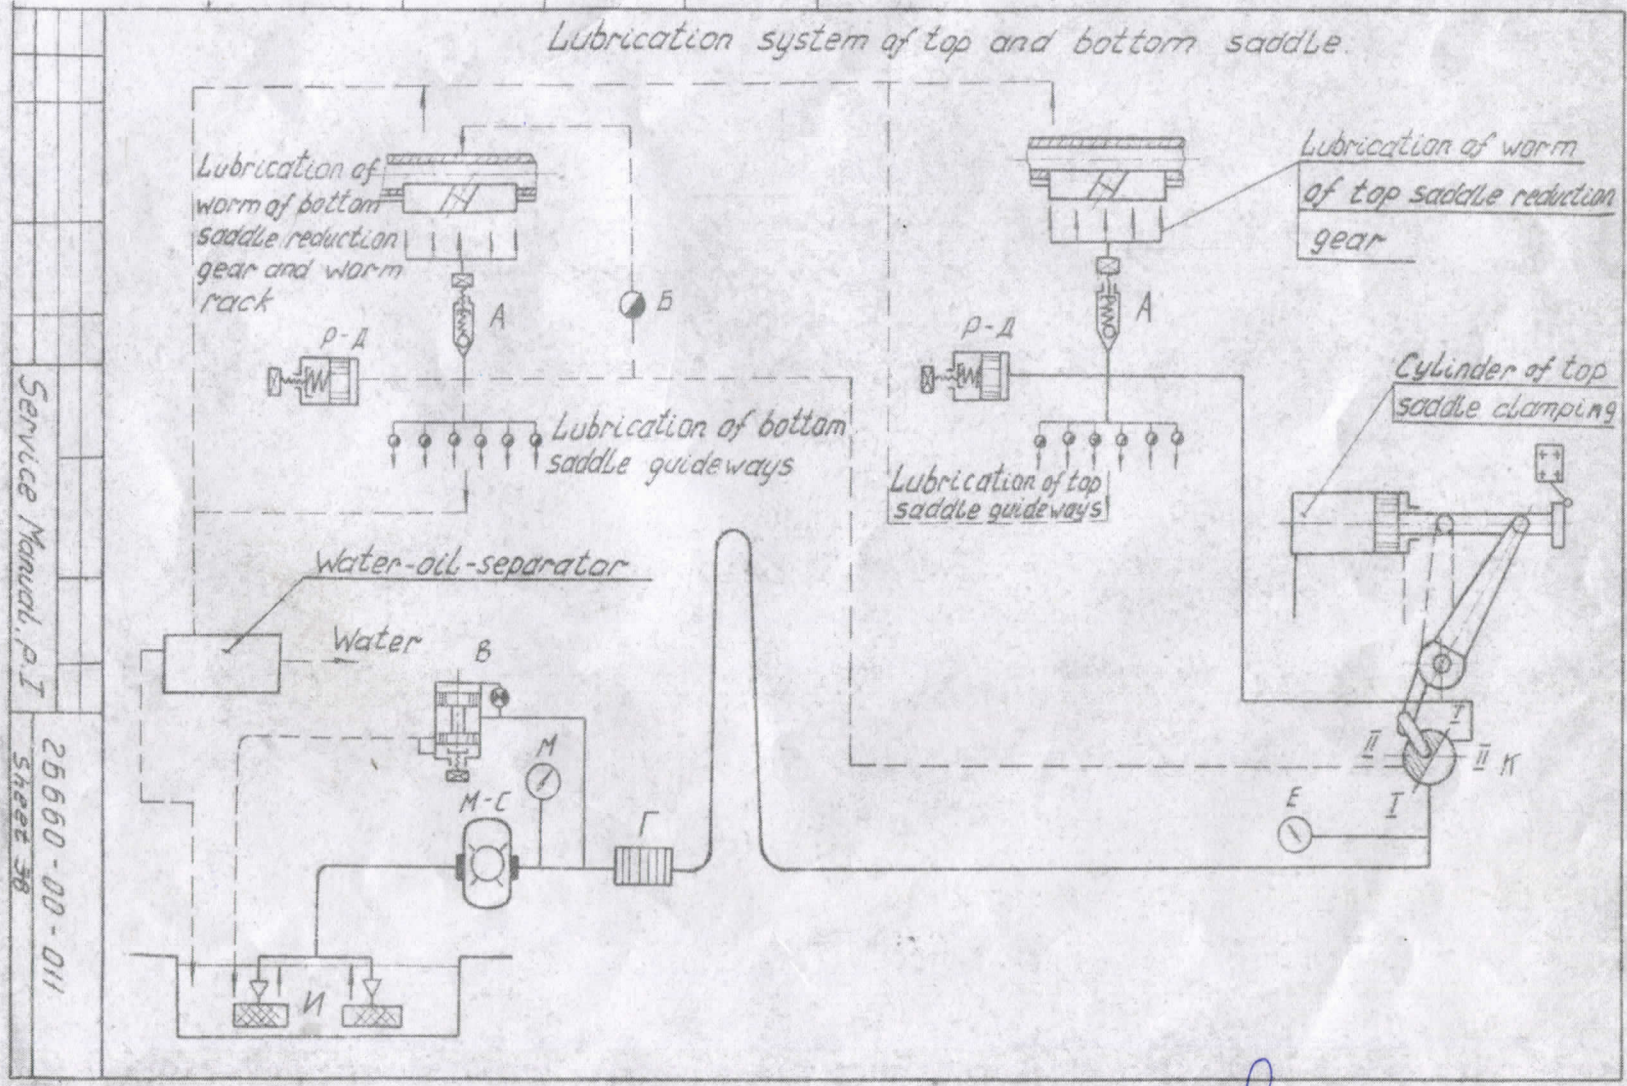 Lubrication system of top and bottom saddle.
Lubrication of
worm of bottom
saddle reduction
gear and worm
rack
Lubrication of worm
of top saddle reduction
gear
А
Б
А
Р-Д
Р-Д
Cylinder of top
saddle clamping
Lubrication of bottom
saddle guideways
Lubrication of top
saddle guideways
Water-oil-separator
Water
В
М
М-С
Г
Е
I
II
II
К
I
И
Service Manual, P. I
26660-00-011
Sheet 38